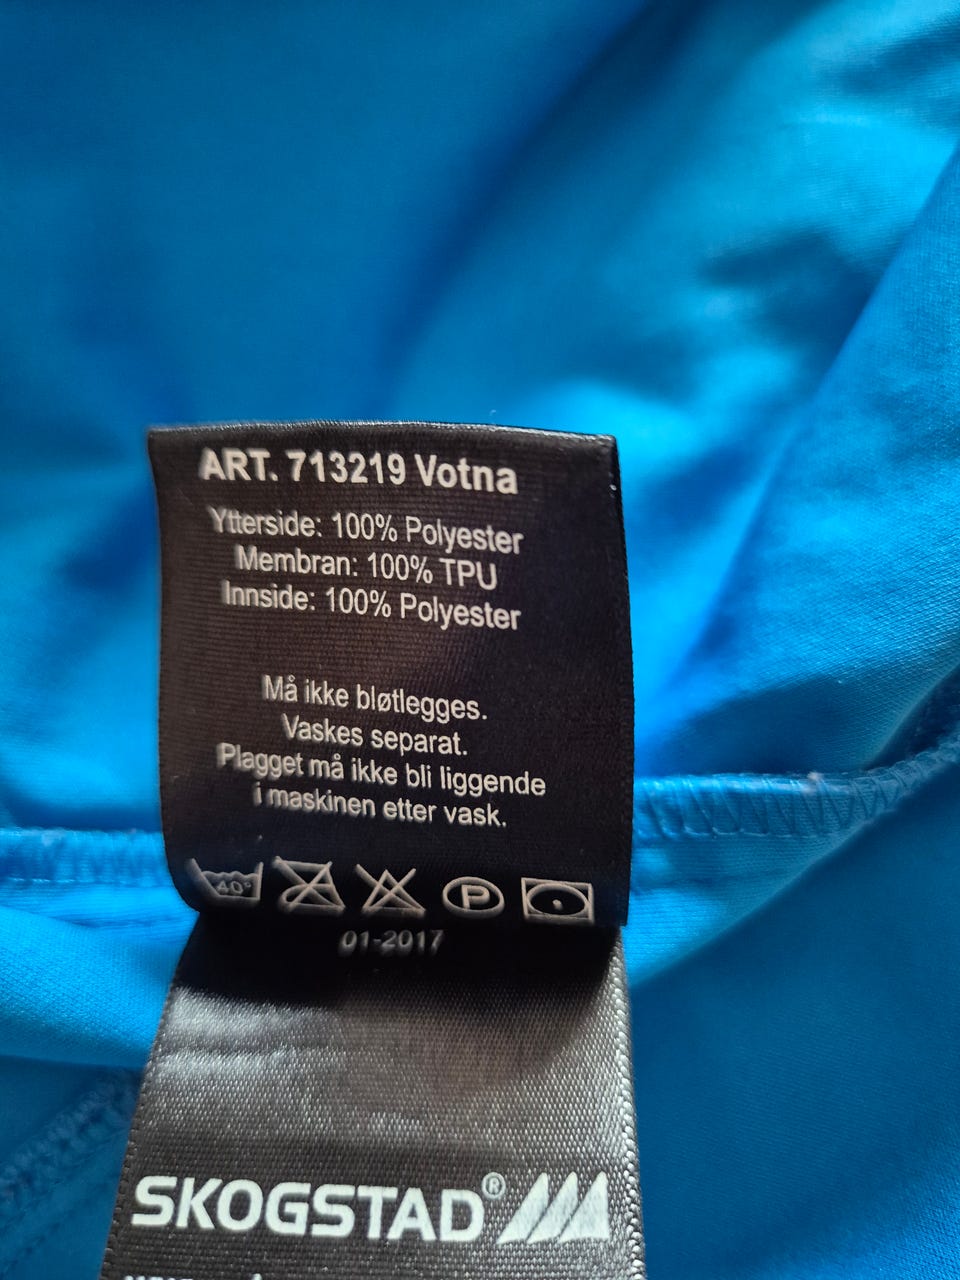 ART. 713219 Votna
Ytterside: 100% Polyester
Membran: 100% TPU
Innside: 100% Polyester
Må ikke bløtlegges.
Vaskes separat.
Plagget må ikke bli liggende
i maskinen etter vask.
40°
P
01-2017
SKOGSTAD®